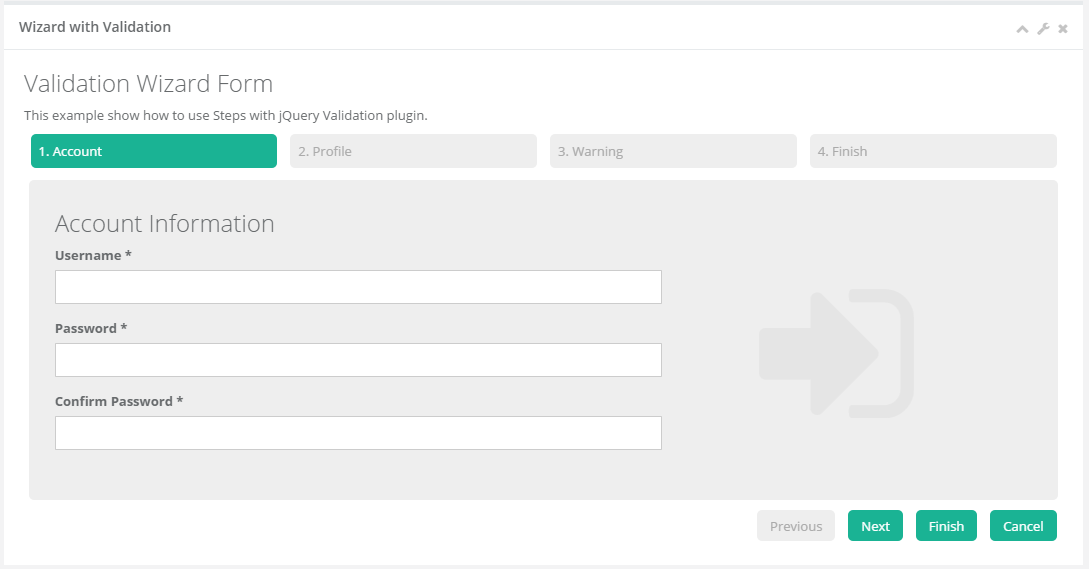 Wizard with Validation
Validation Wizard Form
This example show how to use Steps with jQuery Validation plugin.
1. Account
2. Profile
3. Warning
4. Finish
Account Information
Username *
Password *
Confirm Password *
Previous
Next
Finish
Cancel